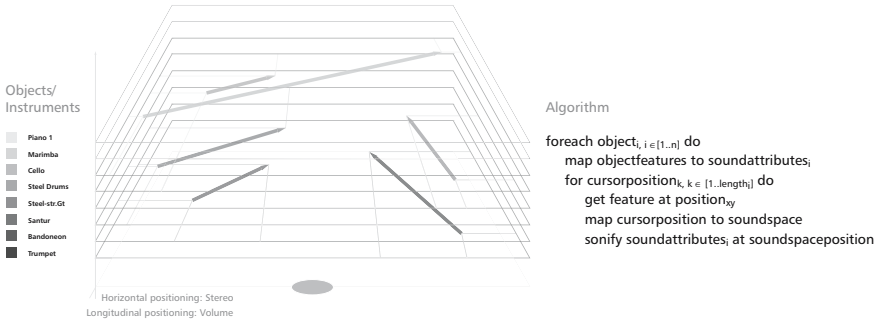 Objects/
Instruments
Piano 1
Marimba
Cello
Steel Drums
Steel-str.Gt
Santur
Bandoneon
Trumpet
Horizontal positioning: Stereo
Longitudinal positioning: Volume
Algorithm
foreach objectᵢ, ᵢ ∈ [1..n] do
map objectfeatures to soundattributesᵢ
for cursorpositionₖ, ₖ ∈ [1..lengthᵢ] do
get feature at positionxy
map cursorposition to soundspace
sonify soundattributesᵢ at soundspaceposition